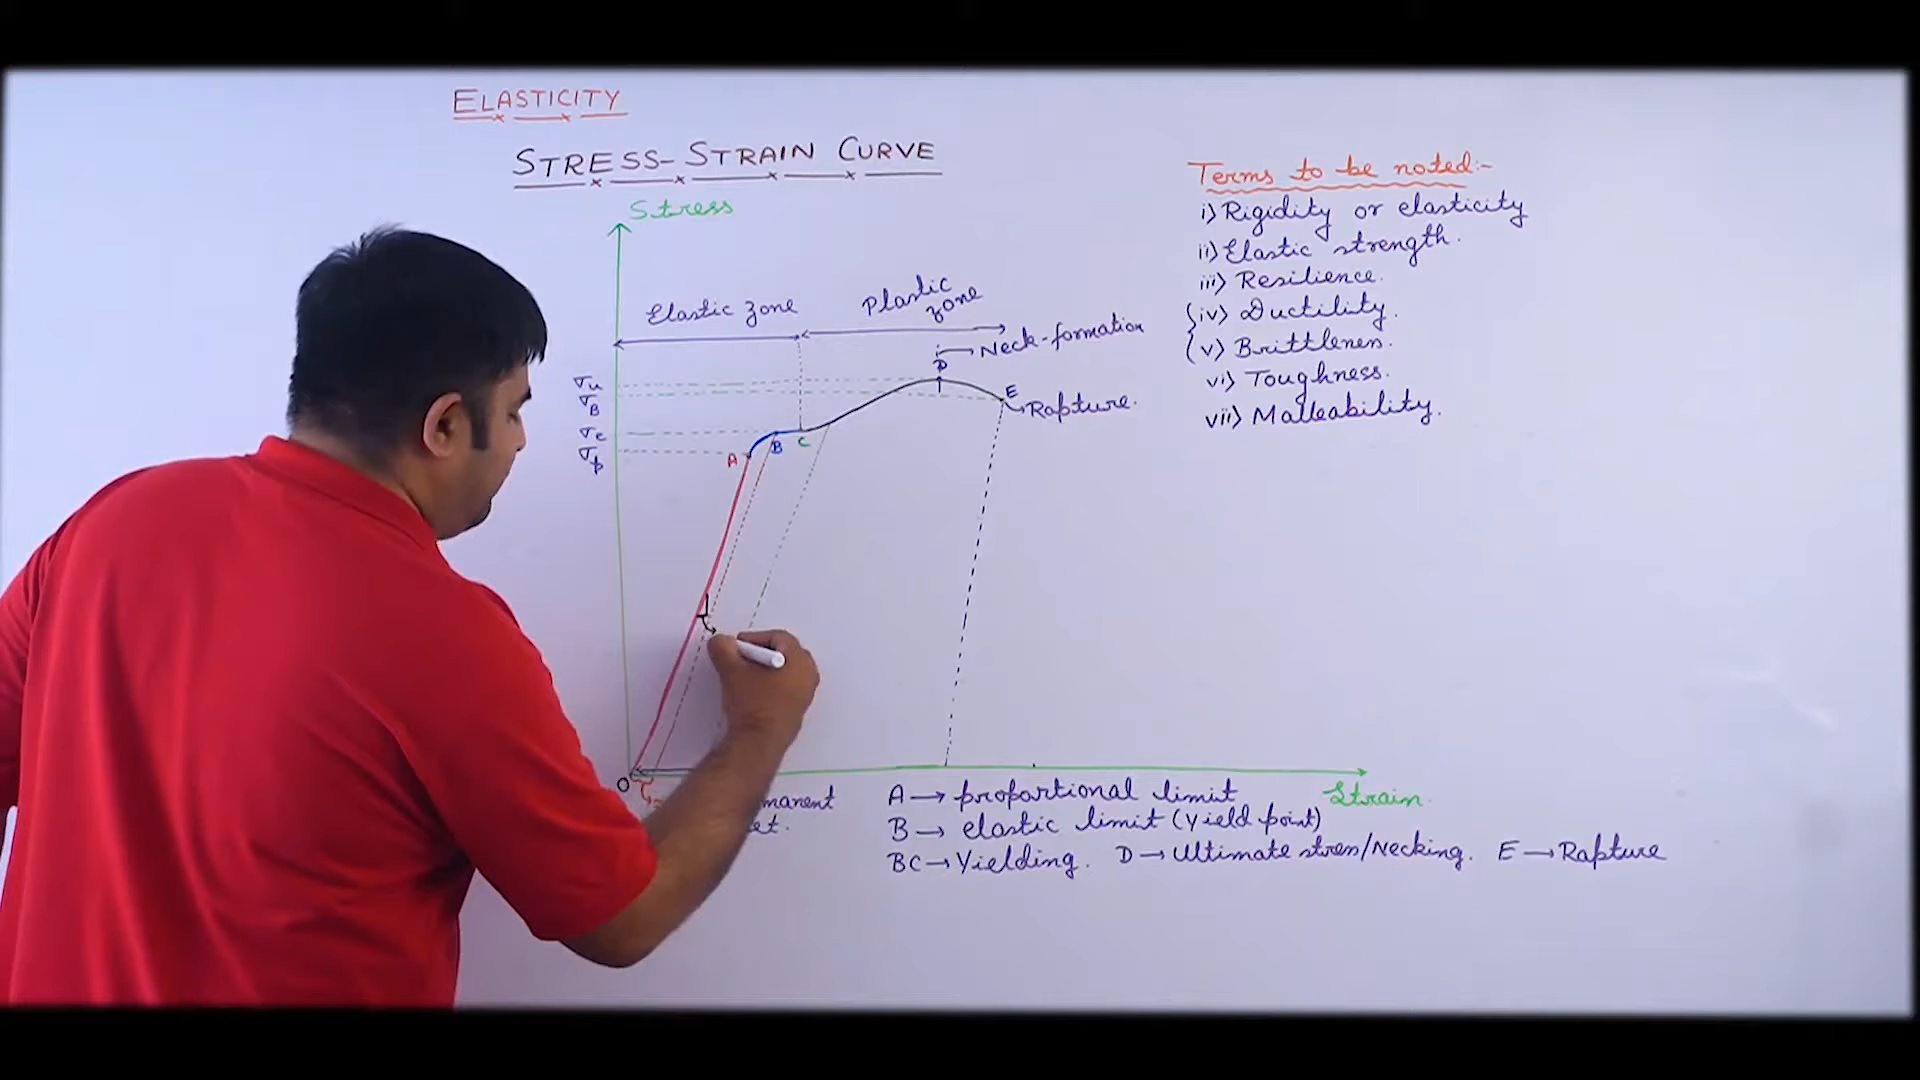 ELASTICITY
STRESS-STRAIN CURVE
Stress
Elastic zone
Plastic
zone
Neck-formation
σu
σB
σe
σp
A
B
C
D
E
Rapture.
O
set.
Strain.
A → proportional limit
B → elastic limit (Yield point)
BC → Yielding. D → Ultimate stress/Necking. E → Rapture
Terms to be noted:-
i) Rigidity or elasticity
ii) Elastic strength.
iii) Resilience.
iv) Ductility.
v) Brittleness.
vi) Toughness.
vii) Malleability.